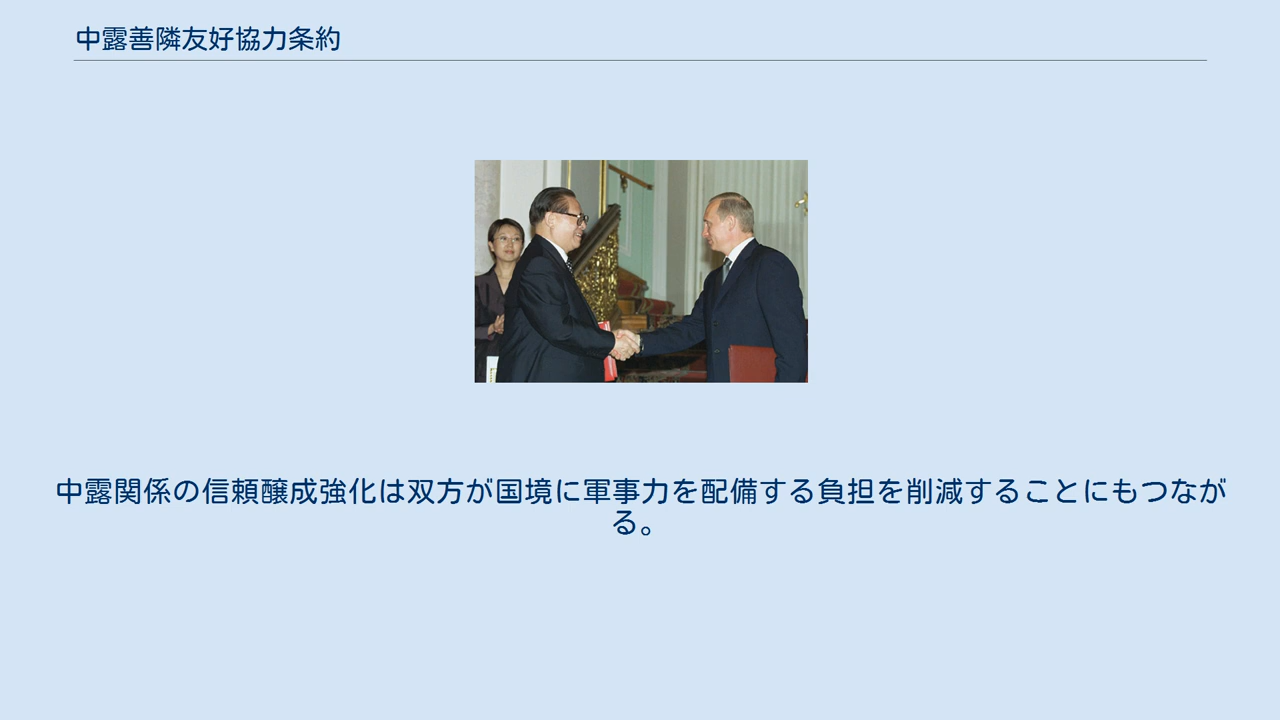 中露善隣友好協力条約
中露関係の信頼醸成強化は双方が国境に軍事力を配備する負担を削減することにもつなが
る。